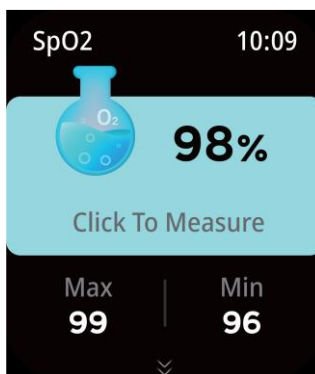 SpO2 10:09
O₂
98%
Click To Measure
Max Min
99 96